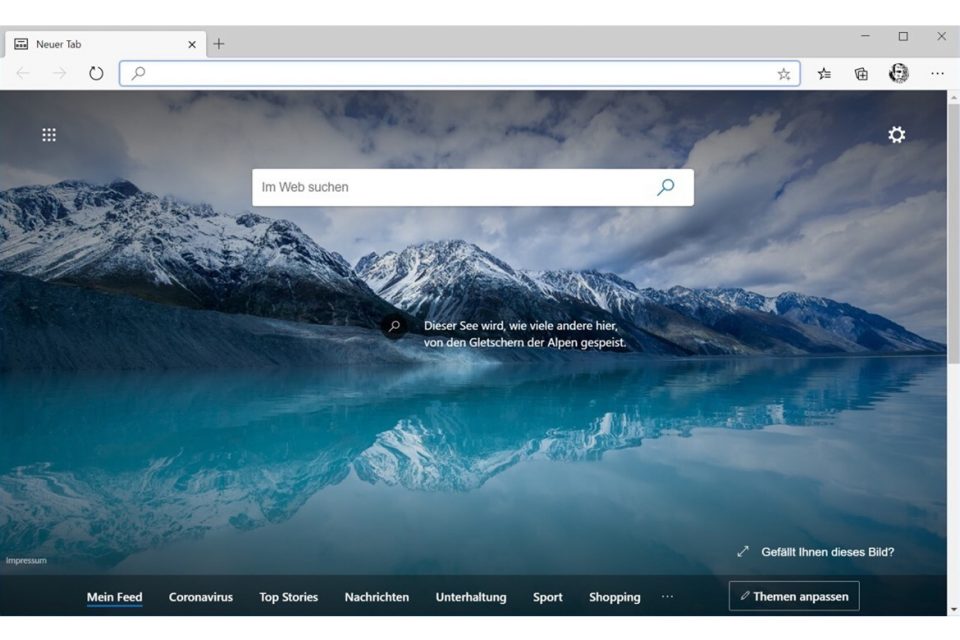 Neuer Tab
Im Web suchen
Dieser See wird, wie viele andere hier,
von den Gletschern der Alpen gespeist.
Gefällt Ihnen dieses Bild?
Impressum
Mein Feed Coronavirus Top Stories Nachrichten Unterhaltung Sport Shopping ... Themen anpassen